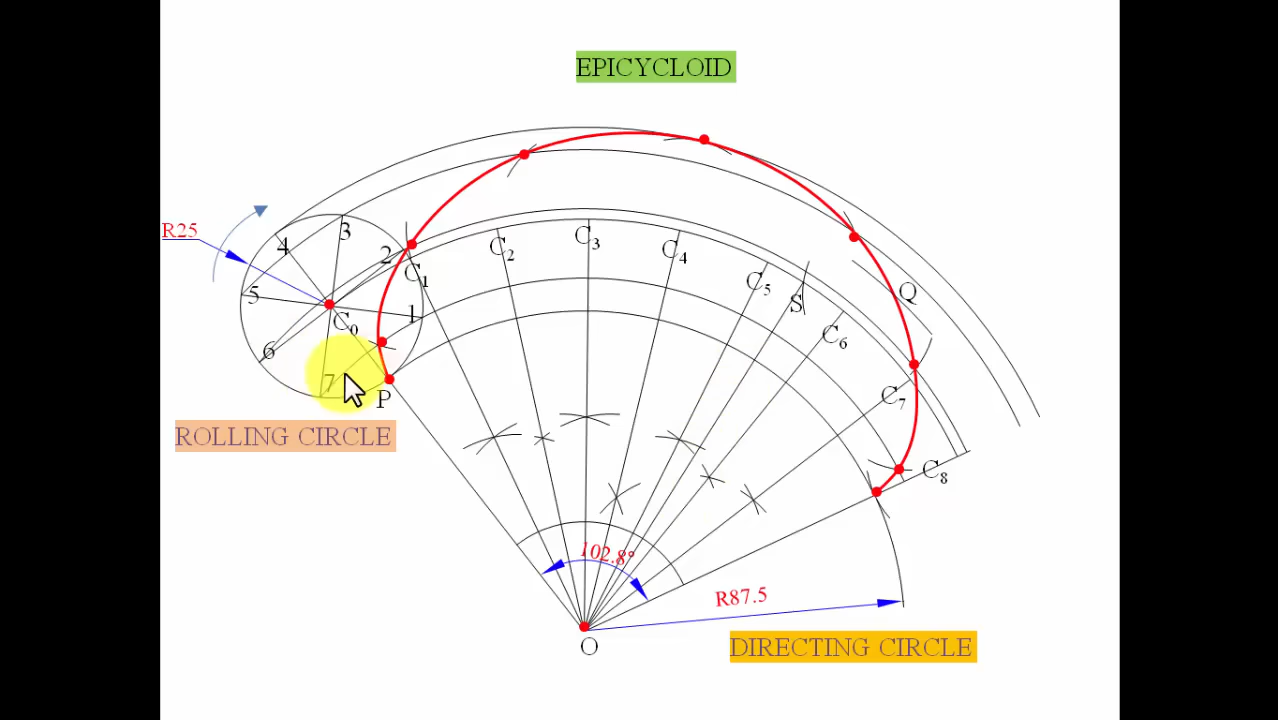 EPICYCLOID
R25
3
4
2
5
C1
C2
C3
C4
C5
S
Q
C0
1
6
C6
7
P
C7
ROLLING CIRCLE
C8
102.8°
R87.5
O
DIRECTING CIRCLE